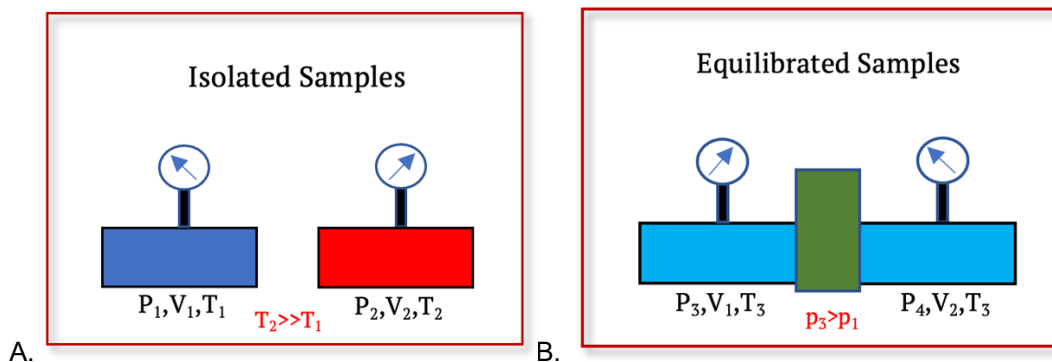 Isolated Samples
P₁,V₁,T₁
T₂>>T₁
P₂,V₂,T₂
A.
Equilibrated Samples
P₃,V₁,T₃
p₃>p₁
P₄,V₂,T₃
B.